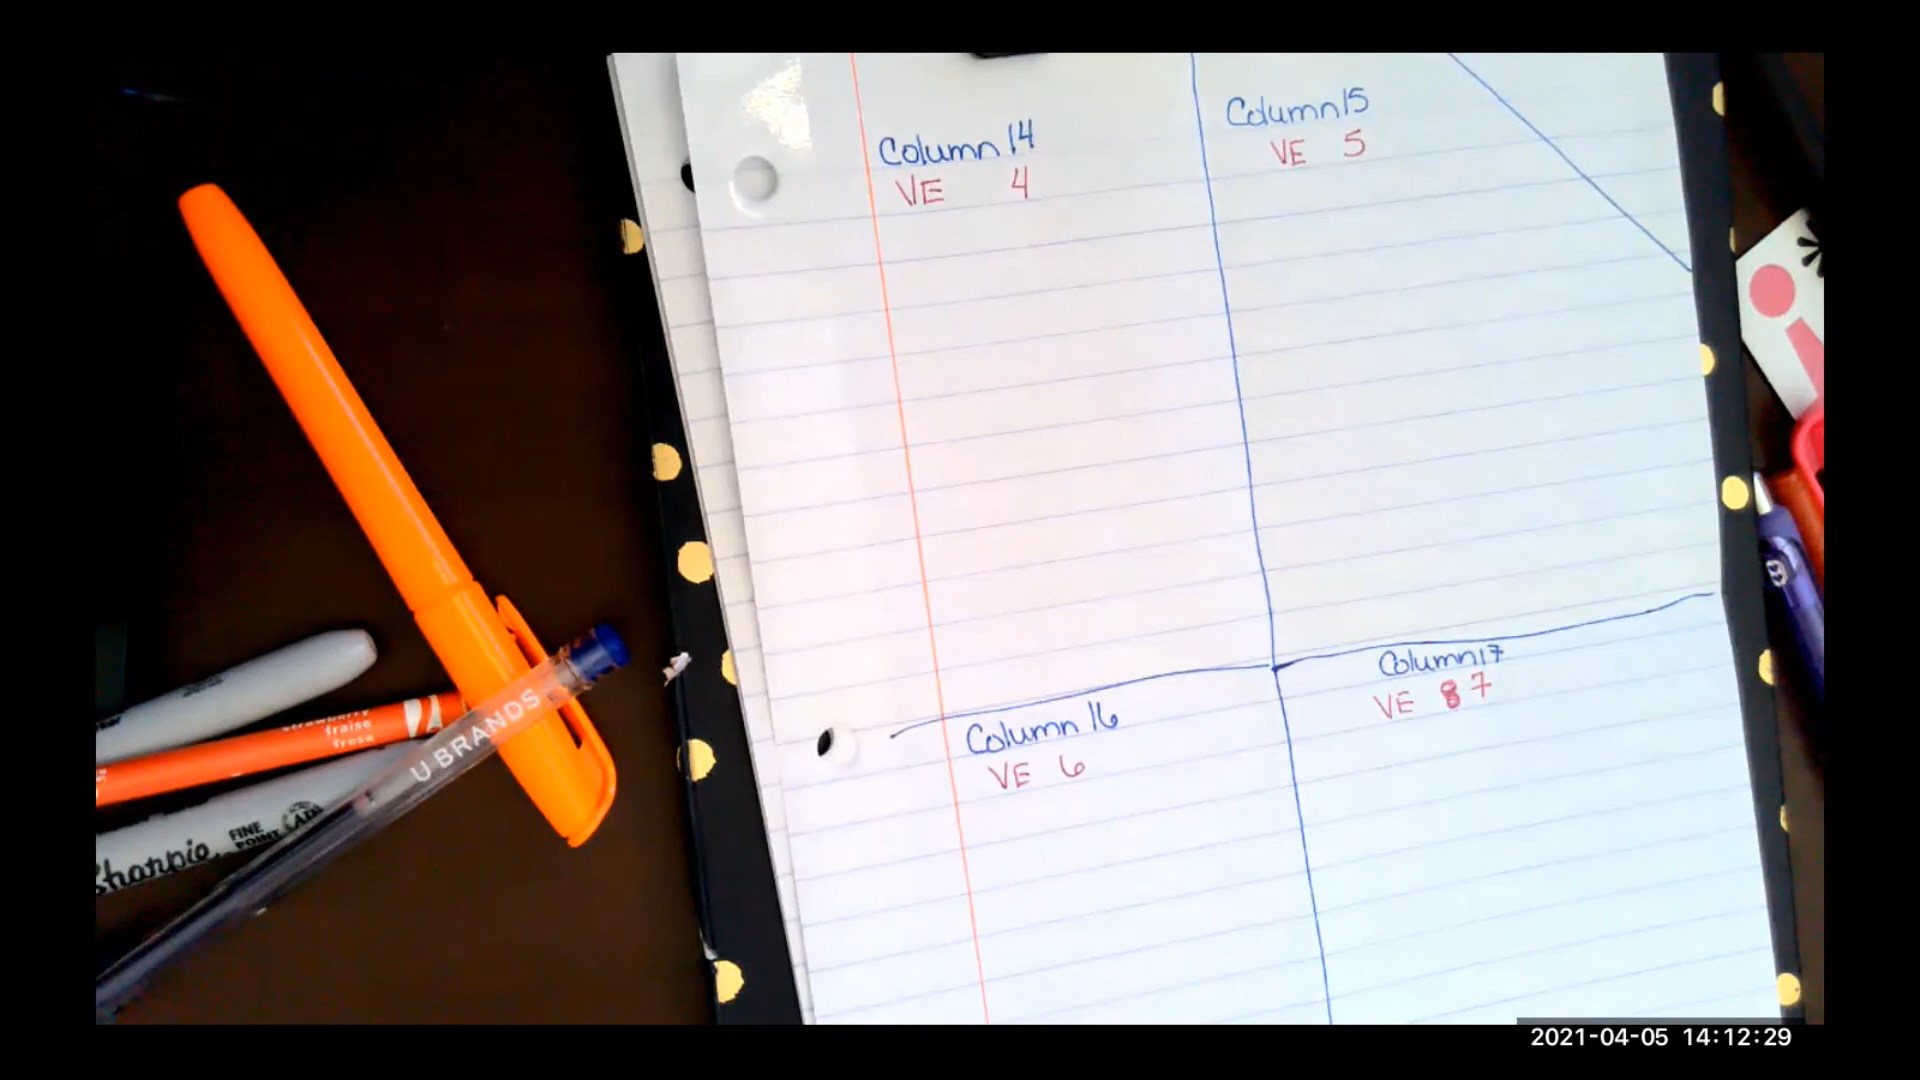 Column 14
VE 4
Column 15
VE 5
Column 16
VE 6
Column 17
VE 8 7
strawberry
fraise
fresa
U BRANDS
Sharpie
FINE
POINT
2021-04-05 14:12:29